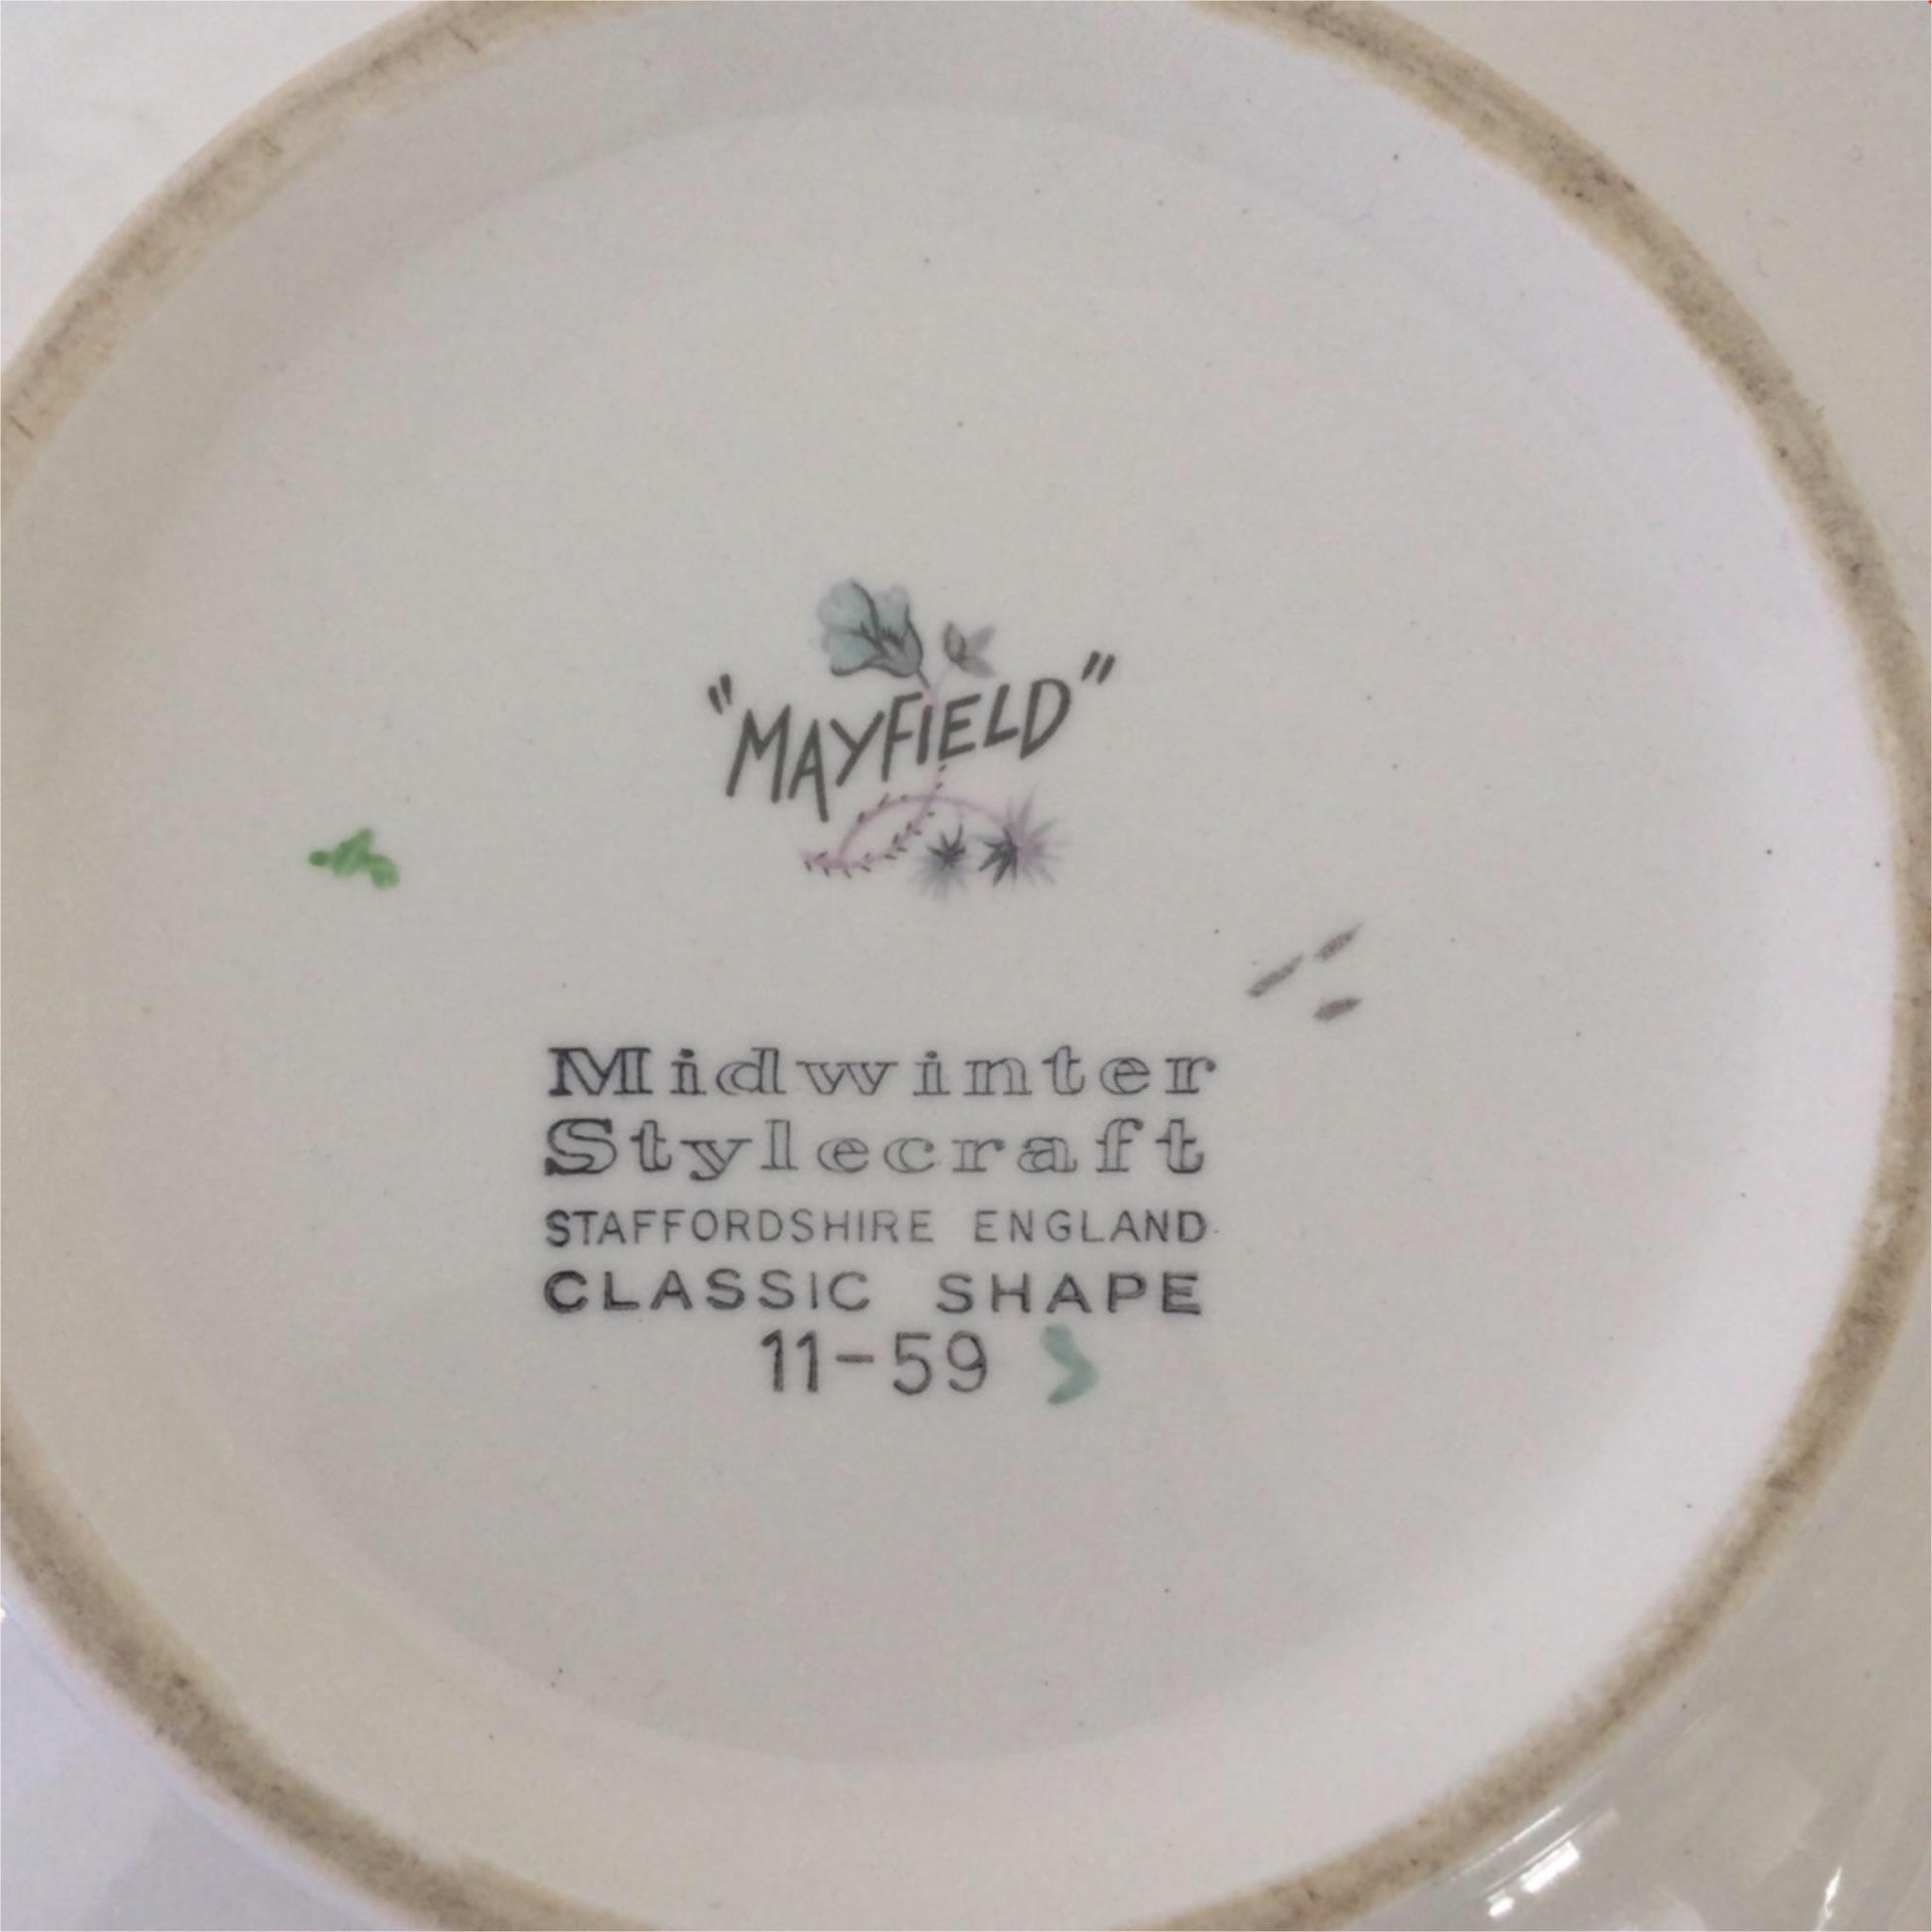 "MAYFIELD"
Midwinter
Stylecraft
STAFFORDSHIRE ENGLAND
CLASSIC SHAPE
11-59